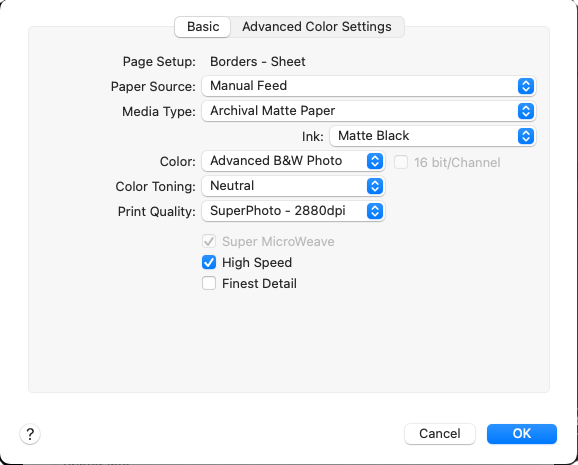 Basic Advanced Color Settings
Page Setup: Borders - Sheet
Paper Source: Manual Feed
Media Type: Archival Matte Paper
Ink: Matte Black
Color: Advanced B&W Photo 16 bit/Channel
Color Toning: Neutral
Print Quality: SuperPhoto - 2880dpi
Super MicroWeave
High Speed
Finest Detail
? Cancel OK